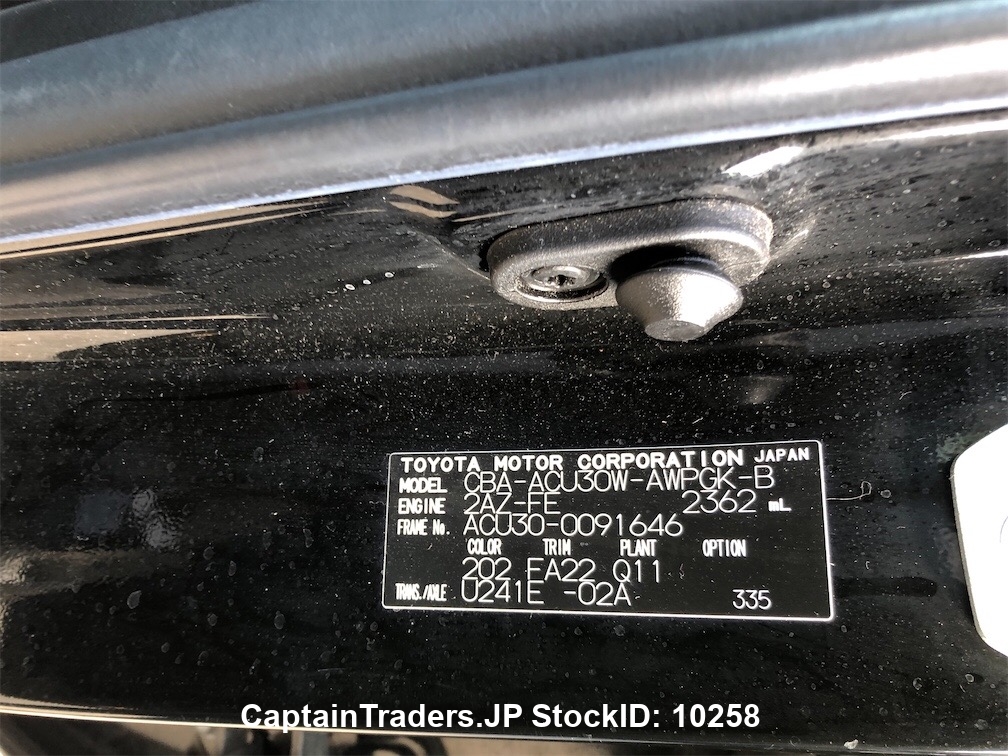 TOYOTA MOTOR CORPORATION JAPAN
MODEL CBA-ACU30W-AWPGK-B
ENGINE 2AZ-FE 2362 mL
FRAME No. ACU30-0091646
COLOR TRIM PLANT OPTION
202 FA22 Q11
TRANS./AXLE U241E -02A 335
CaptainTraders.JP StockID: 10258